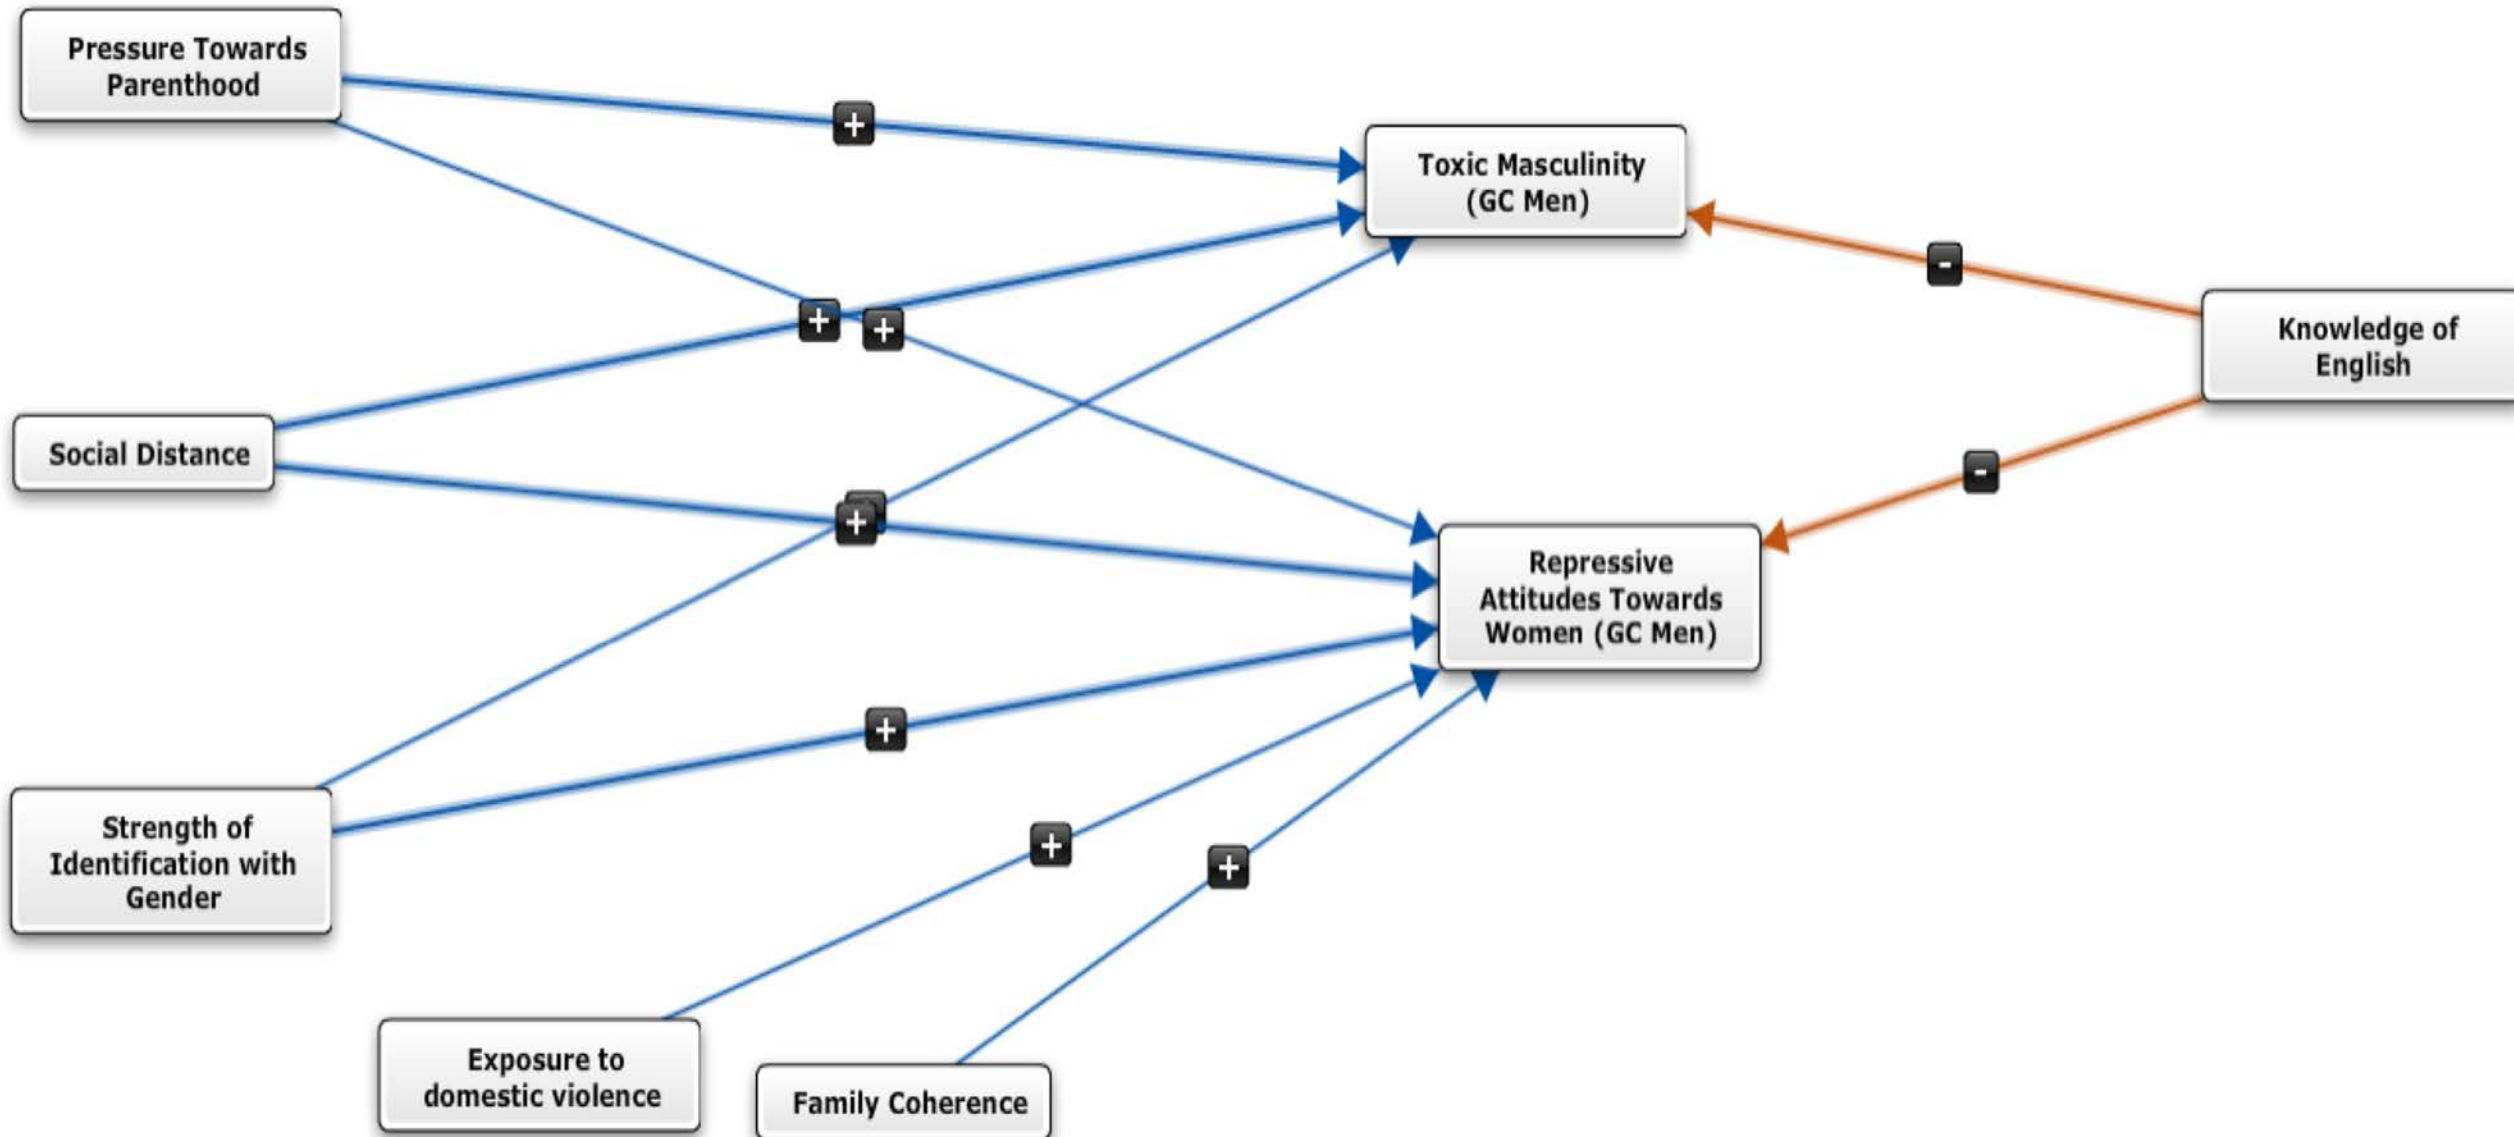 Pressure Towards
Parenthood
+
Toxic Masculinity
(GC Men)
-
Knowledge of
English
+
+
Social Distance
-
+
Repressive
Attitudes Towards
Women (GC Men)
+
Strength of
Identification with
Gender
+
+
Exposure to
domestic violence
Family Coherence